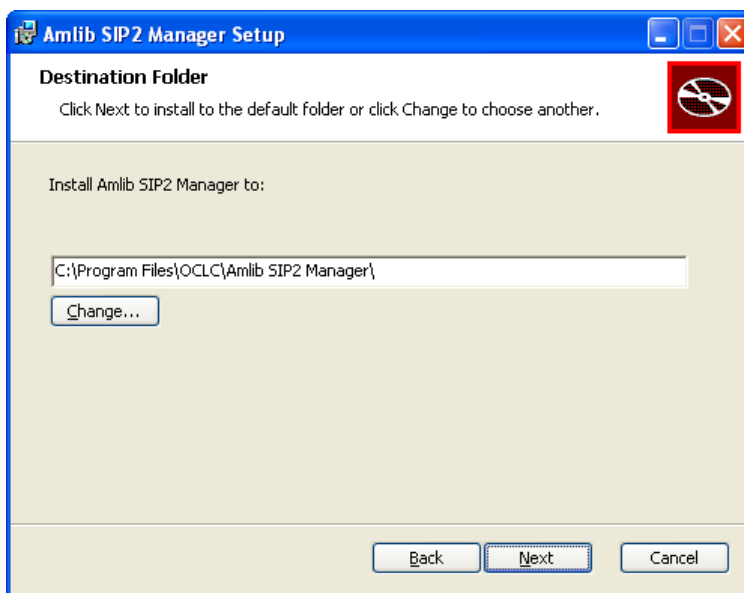 Amlib SIP2 Manager Setup
Destination Folder
Click Next to install to the default folder or click Change to choose another.
Install Amlib SIP2 Manager to:
C:\Program Files\OCLC\Amlib SIP2 Manager\
Change...
Back Next Cancel